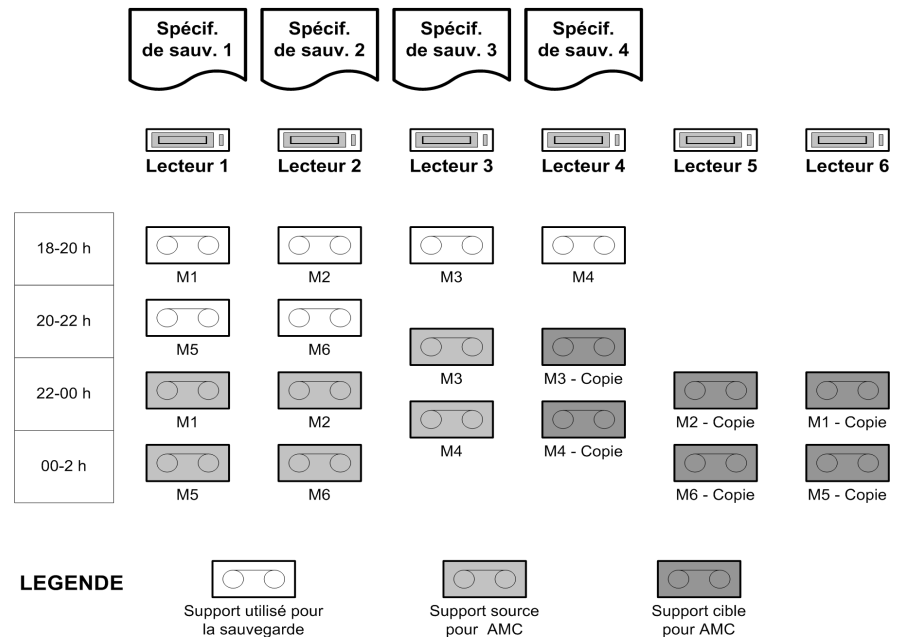 Spécif.
de sauv. 1
Spécif.
de sauv. 2
Spécif.
de sauv. 3
Spécif.
de sauv. 4
Lecteur 1
Lecteur 2
Lecteur 3
Lecteur 4
Lecteur 5
Lecteur 6
18-20 h
M1
M2
M3
M4
20-22 h
M5
M6
M3
M3 - Copie
22-00 h
M1
M2
M2 - Copie
M1 - Copie
M4
M4 - Copie
00-2 h
M5
M6
M6 - Copie
M5 - Copie
LEGENDE
Support utilisé pour
la sauvegarde
Support source
pour AMC
Support cible
pour AMC